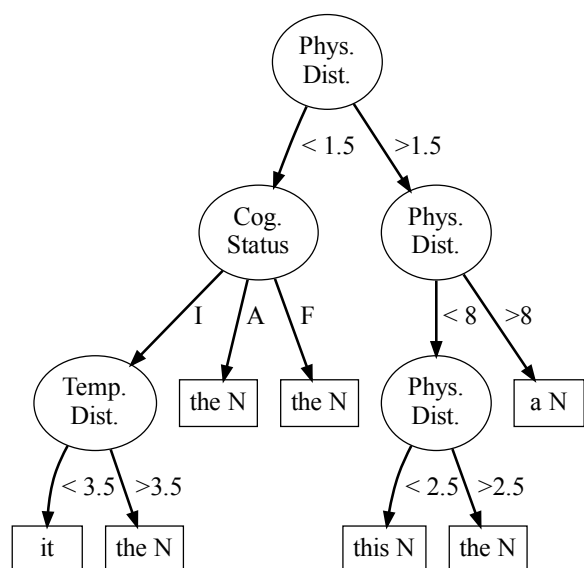 Phys.
Dist.
< 1.5
>1.5
Cog.
Status
Phys.
Dist.
I
A
F
< 8
>8
Temp.
Dist.
the N
the N
Phys.
Dist.
a N
< 3.5
>3.5
< 2.5
>2.5
it
the N
this N
the N